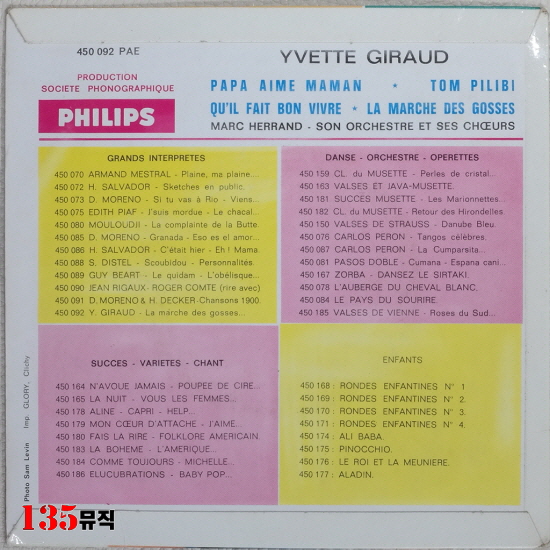 450 092 PAE
YVETTE GIRAUD
PRODUCTION
SOCIETE PHONOGRAPHIQUE
PHILIPS
PAPA AIME MAMAN * TOM PILIBI
QU'IL FAIT BON VIVRE * LA MARCHE DES GOSSES
MARC HERRAND - SON ORCHESTRE ET SES CHŒURS
GRANDS INTERPRETES
450 070 ARMAND MESTRAL - Plaine, ma plaine...
450 072 H. SALVADOR - Sketches en public.
450 073 D. MORENO - Si tu vas à Rio - Viens...
450 075 EDITH PIAF - J'suis mordue - Le chacal...
450 080 MOULOUDJI - La complainte de la Butte.
450 085 D. MORENO - Granada - Eso es el amor...
450 086 H. SALVADOR - C'était hier - Eh ! Mama.
450 088 S. DISTEL - Scoubidou - Personnalités.
450 089 GUY BEART - Le quidam - L'obélisque...
450 090 JEAN RIGAUX- ROGER COMTE (rire avec)
450 091 D. MORENO & H. DECKER-Chansons 1900.
450 092 Y. GIRAUD - La marche des gosses...
DANSE - ORCHESTRE - OPERETTES
450 159 CL. du MUSETTE - Perles de cristal...
450 163 VALSES ET JAVA-MUSETTE.
450 181 SUCCES MUSETTE - Les Marionnettes.
450 182 CL. du MUSETTE - Retour des Hirondelles
450 150 VALSES DE STRAUSS - Danube Bleu.
450 076 CARLOS PERON - Tangos célèbres.
450 087 CARLOS PERON - La Cumparsita...
450 081 PASOS DOBLE - Cumana - Espana cani...
450 167 ZORBA - DANSEZ LE SIRTAKI.
450 078 L'AUBERGE DU CHEVAL BLANC.
450 084 LE PAYS DU SOURIRE.
450 185 VALSES DE VIENNE - Roses du Sud...
SUCCES - VARIETES - CHANT
450 164 N'AVOUE JAMAIS - POUPEE DE CIRE...
450 165 LA NUIT - VOUS LES FEMMES...
450 178 ALINE - CAPRI - HELP...
450 179 MON CŒUR D'ATTACHE - J'AIME...
450 180 FAIS LA RIRE - FOLKLORE AMERICAIN.
450 183 LA BOHEME - L'AMERIQUE...
450 184 COMME TOUJOURS - MICHELLE...
450 186 ELUCUBRATIONS - BABY POP...
ENFANTS
450 168 : RONDES ENFANTINES N° 1
450 169 : RONDES ENFANTINES N° 2.
450 170 : RONDES ENFANTINES N° 3.
450 171 : RONDES ENFANTINES N° 4.
450 174 : ALI BABA.
450 175 : PINOCCHIO.
450 176 : LE ROI ET LA MEUNIERE.
450 177 : ALADIN.
Photo Sam Levin Imp. GLORY, Clichy
135뮤직